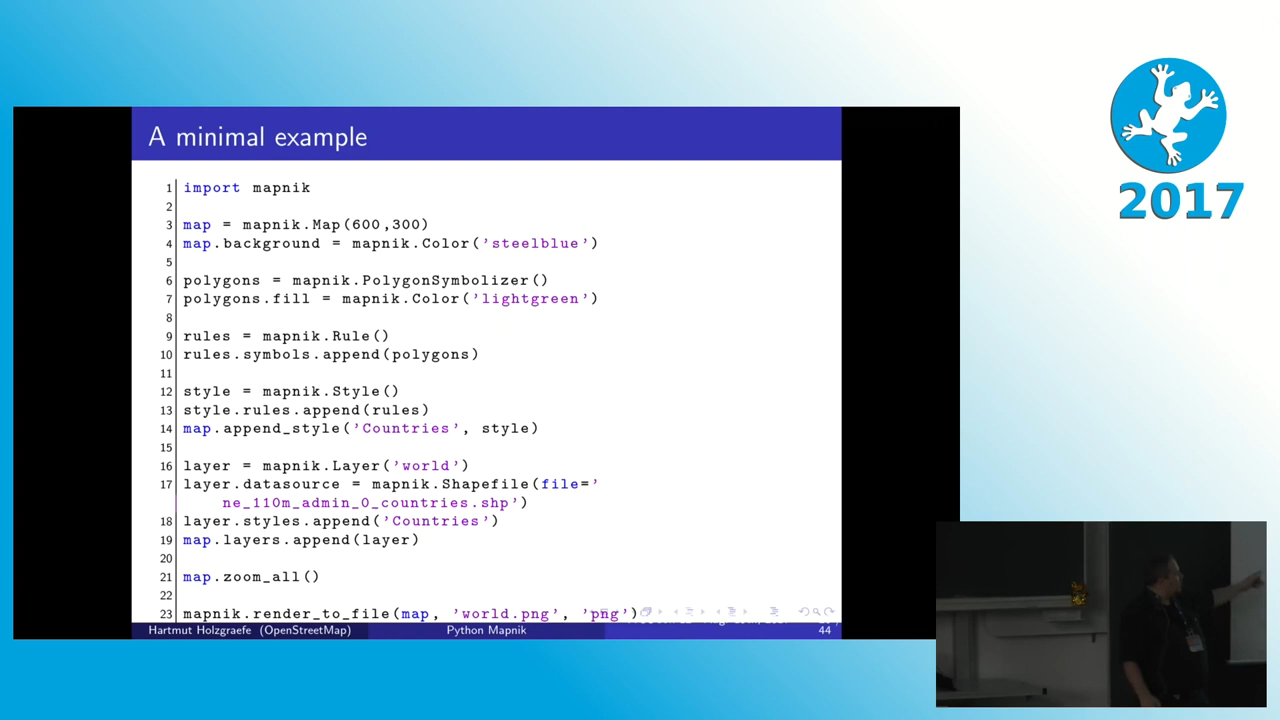 A minimal example
1 import mapnik
2
3 map = mapnik.Map(600,300)
4 map.background = mapnik.Color('steelblue')
5
6 polygons = mapnik.PolygonSymbolizer()
7 polygons.fill = mapnik.Color('lightgreen')
8
9 rules = mapnik.Rule()
10 rules.symbols.append(polygons)
11
12 style = mapnik.Style()
13 style.rules.append(rules)
14 map.append_style('Countries', style)
15
16 layer = mapnik.Layer('world')
17 layer.datasource = mapnik.Shapefile(file='
ne_110m_admin_0_countries.shp')
18 layer.styles.append('Countries')
19 map.layers.append(layer)
20
21 map.zoom_all()
22
23 mapnik.render_to_file(map, 'world.png', 'png')
Hartmut Holzgraefe (OpenStreetMap) Python Mapnik 44
2017